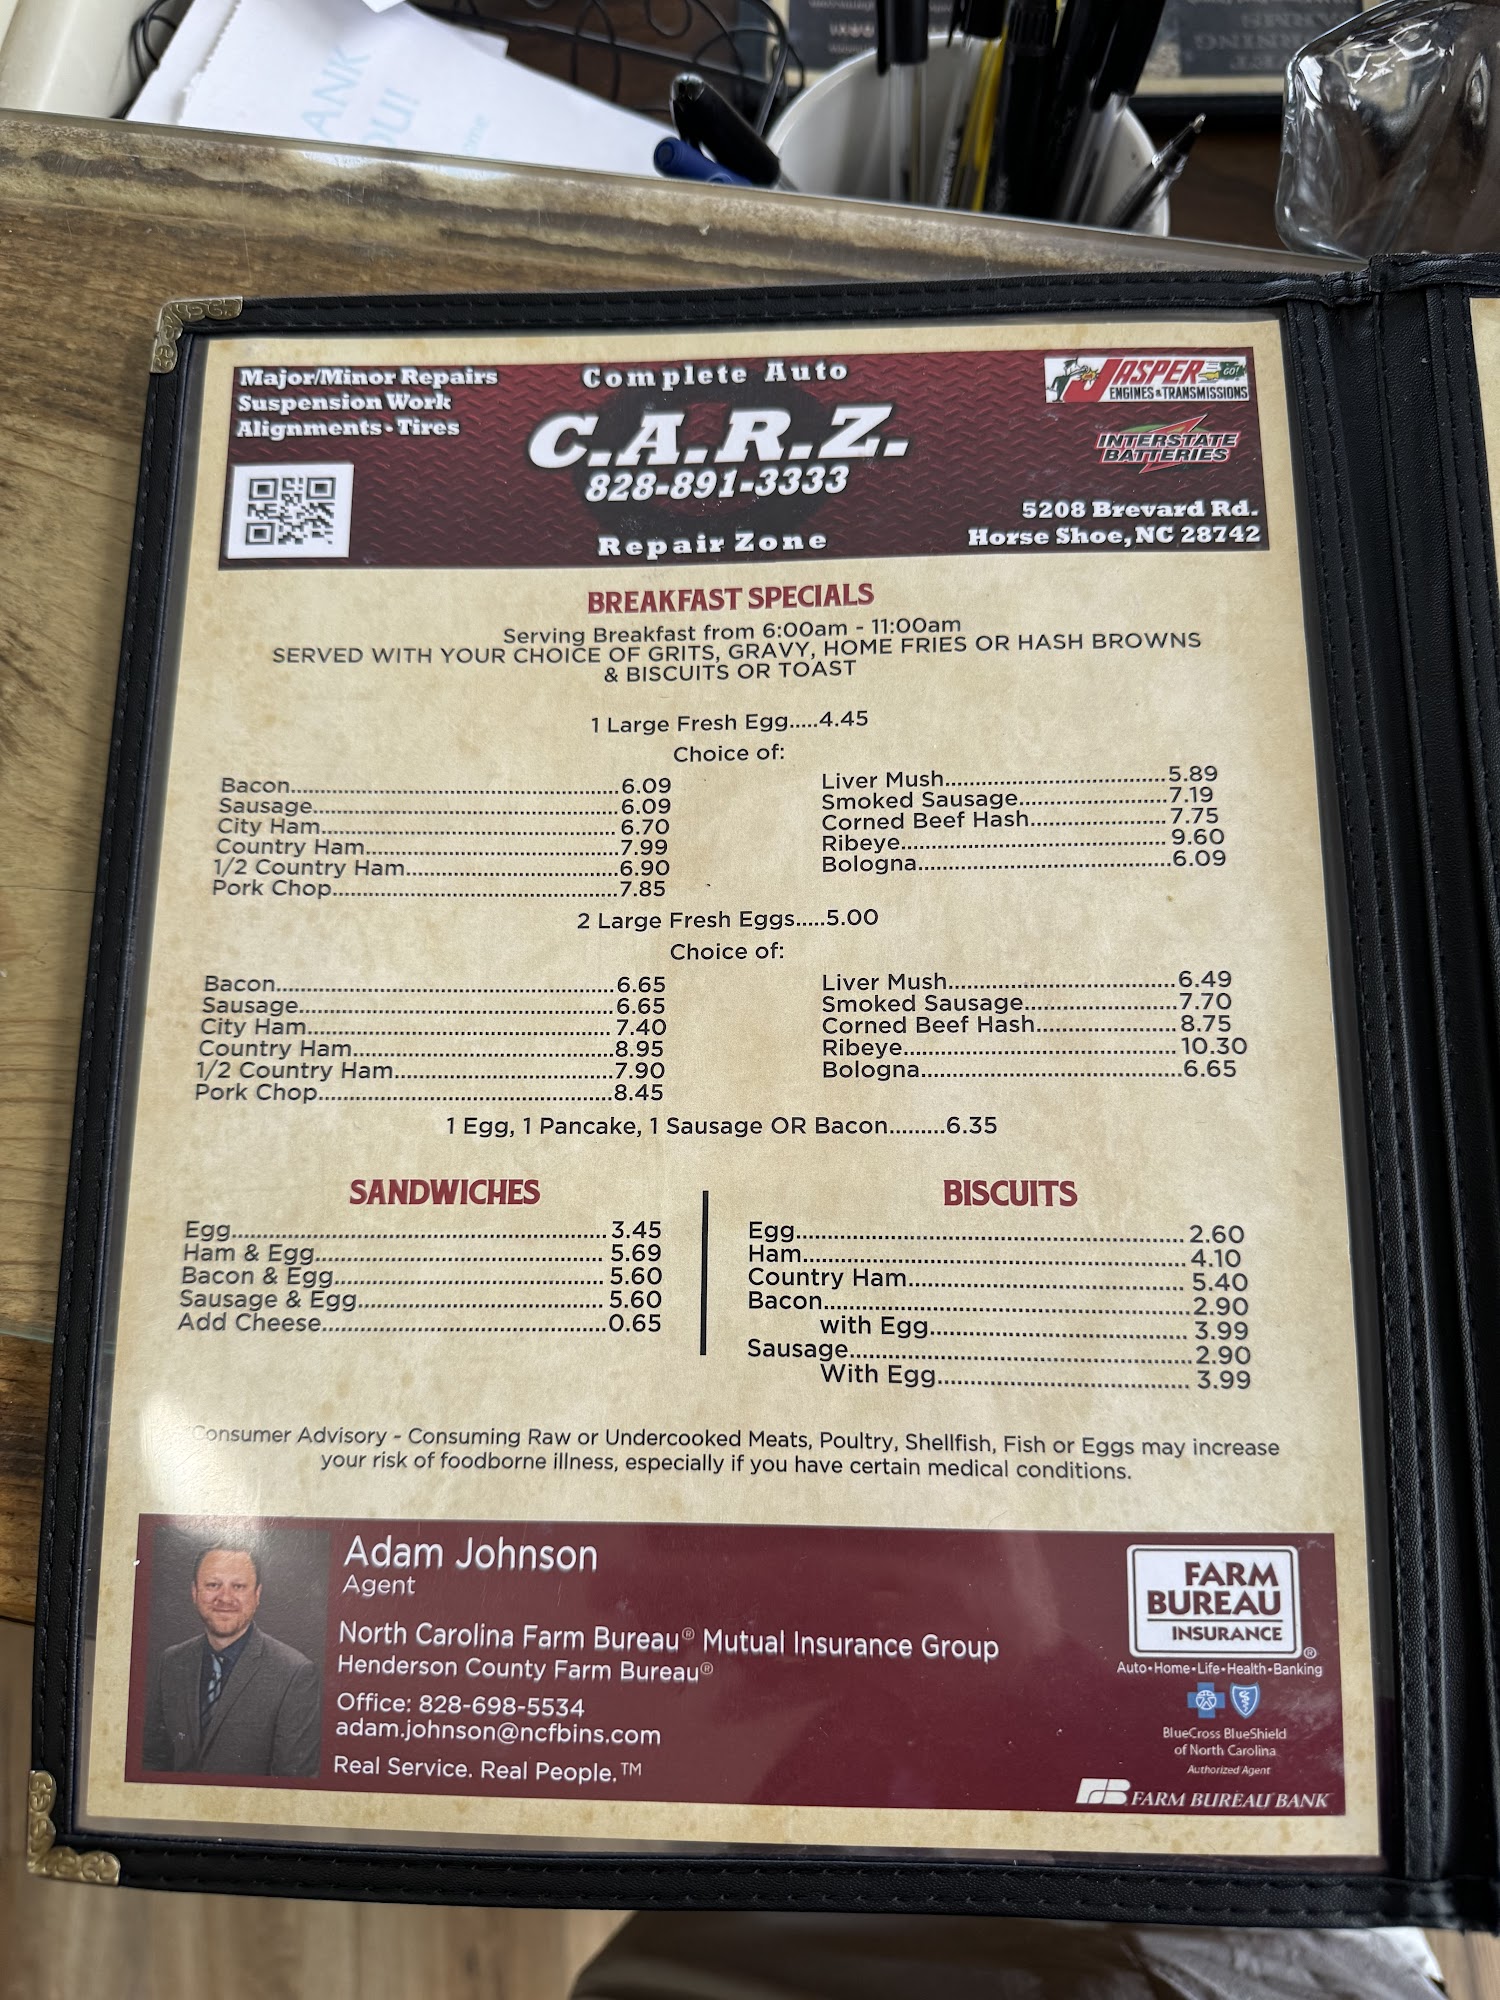 ANK
OU!
Major/Minor Repairs
Suspension Work
Alignments • Tires
Complete Auto
C.A.R.Z.
828-891-3333
Repair Zone
JASPER
GO!
ENGINES & TRANSMISSIONS
INTERSTATE
BATTERIES
5208 Brevard Rd.
Horse Shoe, NC 28742
BREAKFAST SPECIALS
Serving Breakfast from 6:00am - 11:00am
SERVED WITH YOUR CHOICE OF GRITS, GRAVY, HOME FRIES OR HASH BROWNS
& BISCUITS OR TOAST
1 Large Fresh Egg.....4.45
Choice of:
Bacon..........6.09
Sausage..........6.09
City Ham..........6.70
Country Ham..........7.99
1/2 Country Ham..........6.90
Pork Chop..........7.85
Liver Mush..........5.89
Smoked Sausage..........7.19
Corned Beef Hash..........7.75
Ribeye..........9.60
Bologna..........6.09
2 Large Fresh Eggs.....5.00
Choice of:
Bacon..........6.65
Sausage..........6.65
City Ham..........7.40
Country Ham..........8.95
1/2 Country Ham..........7.90
Pork Chop..........8.45
Liver Mush..........6.49
Smoked Sausage..........7.70
Corned Beef Hash..........8.75
Ribeye..........10.30
Bologna..........6.65
1 Egg, 1 Pancake, 1 Sausage OR Bacon.........6.35
SANDWICHES
Egg..........3.45
Ham & Egg..........5.69
Bacon & Egg..........5.60
Sausage & Egg..........5.60
Add Cheese..........0.65
BISCUITS
Egg..........2.60
Ham..........4.10
Country Ham..........5.40
Bacon..........2.90
with Egg..........3.99
Sausage..........2.90
With Egg..........3.99
Consumer Advisory - Consuming Raw or Undercooked Meats, Poultry, Shellfish, Fish or Eggs may increase
your risk of foodborne illness, especially if you have certain medical conditions.
Adam Johnson
Agent
North Carolina Farm Bureau® Mutual Insurance Group
Henderson County Farm Bureau®
Office: 828-698-5534
adam.johnson@ncfbins.com
Real Service. Real People.™
FARM
BUREAU
INSURANCE®
Auto•Home•Life•Health•Banking
BlueCross BlueShield
of North Carolina
Authorized Agent
FB FARM BUREAU BANK